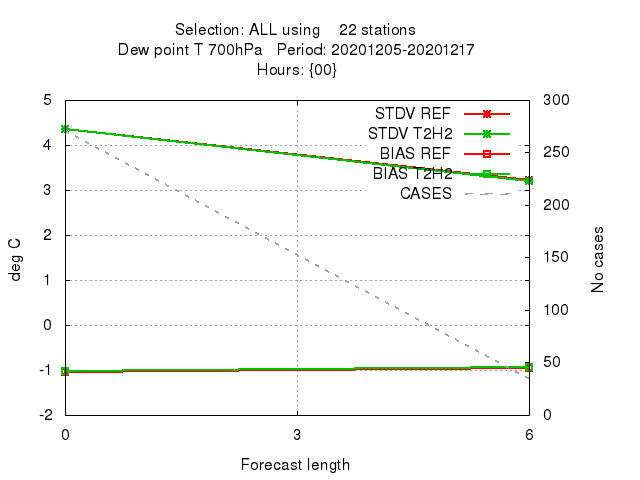 Selection: ALL using    22 stations
Dew point T 700hPa   Period: 20201205-20201217
Hours: {00}
5
4
3
2
1
0
-1
-2
deg C
300
250
200
150
100
50
0
No cases
STDV REF
STDV T2H2
BIAS REF
BIAS T2H2
CASES
0
3
6
Forecast length